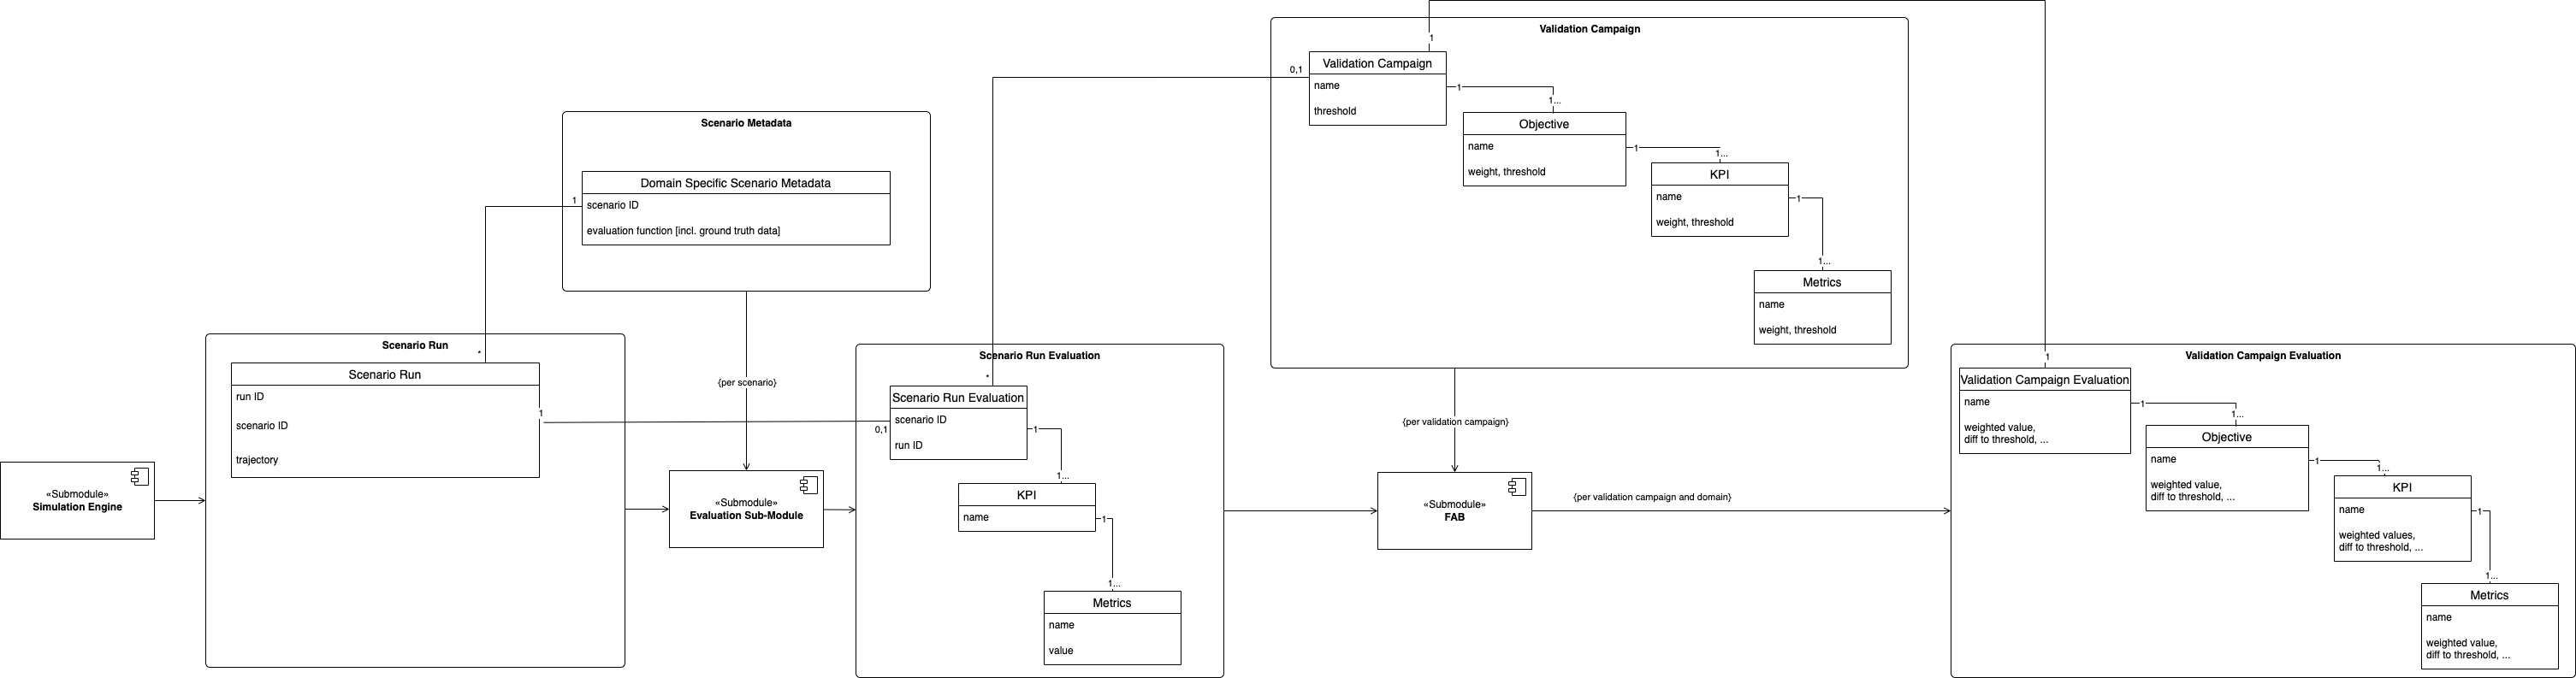 «Submodule»
Simulation Engine
Scenario Run
Scenario Run
run ID
scenario ID
trajectory
*
1
Scenario Metadata
Domain Specific Scenario Metadata
scenario ID
evaluation function [incl. ground truth data]
1
{per scenario}
«Submodule»
Evaluation Sub-Module
Scenario Run Evaluation
*
Scenario Run Evaluation
scenario ID
run ID
0,1
1
1...
KPI
name
1
1...
Metrics
name
value
Validation Campaign
1
0,1
Validation Campaign
name
threshold
1
1...
Objective
name
weight, threshold
1
1...
KPI
name
weight, threshold
1
1...
Metrics
name
weight, threshold
{per validation campaign}
«Submodule»
FAB
{per validation campaign and domain}
Validation Campaign Evaluation
1
Validation Campaign Evaluation
name
weighted value,
diff to threshold, ...
1
1...
Objective
name
weighted value,
diff to threshold, ...
1
1...
KPI
name
weighted values,
diff to threshold, ...
1
1...
Metrics
name
weighted value,
diff to threshold, ...